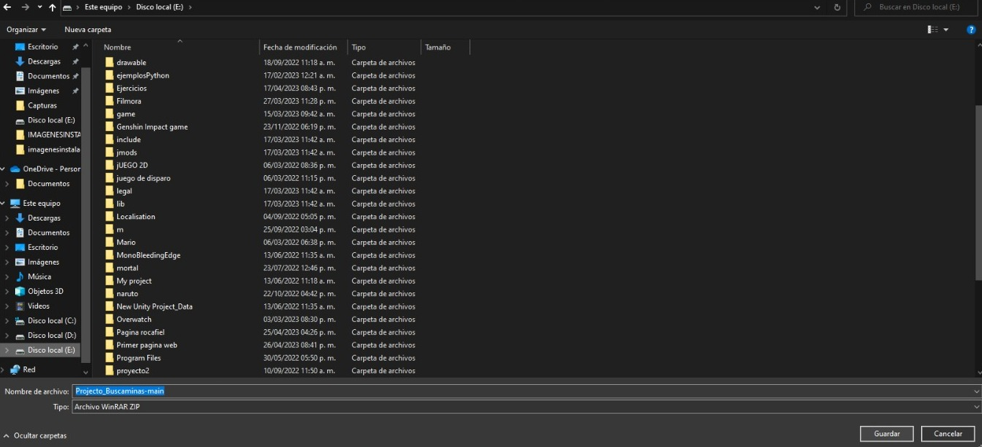 Este equipo > Disco local (E:) >
Buscar en Disco local (E:)
Organizar
Nueva carpeta
Escritorio
Descargas
Documentos
Imágenes
Capturas
Disco local (E:)
IMAGENESINSTA
imagenesinstala
OneDrive - Person
Documentos
Este equipo
Descargas
Documentos
Escritorio
Imágenes
Música
Objetos 3D
Videos
Disco local (C:)
Disco local (D:)
Disco local (E:)
Red
Nombre Fecha de modificación Tipo Tamaño
drawable 18/09/2022 11:18 a. m. Carpeta de archivos
ejemplosPython 17/02/2023 12:21 a. m. Carpeta de archivos
Ejercicios 17/04/2023 08:43 p. m. Carpeta de archivos
Filmora 27/03/2023 11:28 p. m. Carpeta de archivos
game 15/03/2023 09:42 a. m. Carpeta de archivos
Genshin Impact game 23/11/2022 06:19 p. m. Carpeta de archivos
include 17/03/2023 11:42 a. m. Carpeta de archivos
jmods 17/03/2023 11:42 a. m. Carpeta de archivos
jUEGO 2D 06/03/2022 08:36 p. m. Carpeta de archivos
juego de disparo 06/03/2022 11:15 p. m. Carpeta de archivos
legal 17/03/2023 11:42 a. m. Carpeta de archivos
lib 17/03/2023 11:42 a. m. Carpeta de archivos
Localisation 04/09/2022 05:05 p. m. Carpeta de archivos
m 25/09/2022 03:04 p. m. Carpeta de archivos
Mario 06/03/2022 06:38 p. m. Carpeta de archivos
MonoBleedingEdge 13/06/2022 11:35 a. m. Carpeta de archivos
mortal 23/07/2022 12:46 p. m. Carpeta de archivos
My project 13/06/2022 11:18 a. m. Carpeta de archivos
naruto 22/10/2022 04:42 p. m. Carpeta de archivos
New Unity Project_Data 13/06/2022 11:35 a. m. Carpeta de archivos
Overwatch 03/03/2023 08:30 p. m. Carpeta de archivos
Pagina rocafiel 25/04/2023 04:26 p. m. Carpeta de archivos
Primer pagina web 26/04/2023 08:41 p. m. Carpeta de archivos
Program Files 30/05/2022 05:50 p. m. Carpeta de archivos
proyecto2 10/09/2022 11:50 a. m. Carpeta de archivos
Nombre de archivo: Projecto_Buscaminas-main
Tipo: Archivo WinRAR ZIP
Ocultar carpetas
Guardar
Cancelar